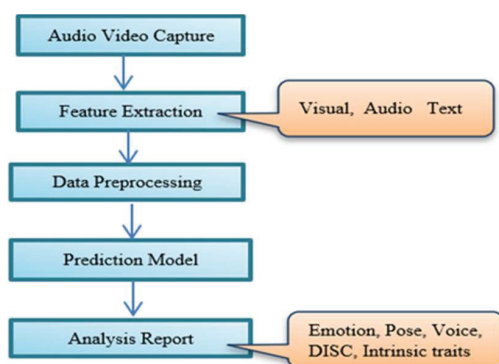 Audio Video Capture
Feature Extraction
Visual, Audio Text
Data Preprocessing
Prediction Model
Analysis Report
Emotion, Pose, Voice,
DISC, Intrinsic traits